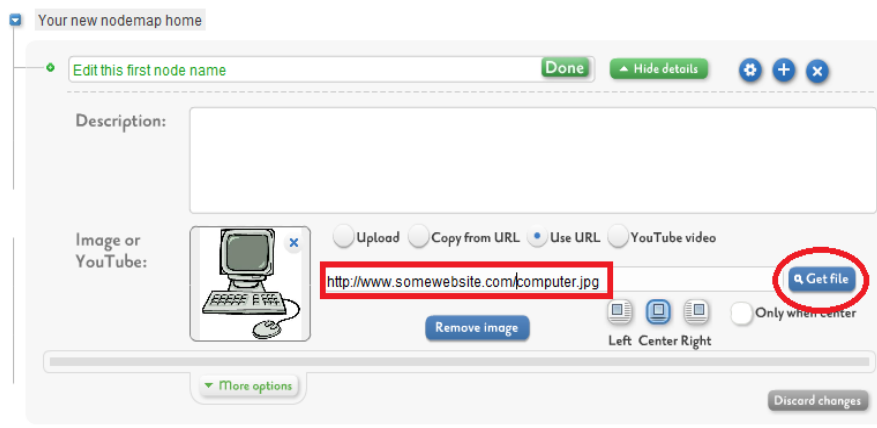 Your new nodemap home
Edit this first node name Done Hide details
Description:
Image or YouTube:
Upload Copy from URL Use URL YouTube video
http://www.somewebsite.com/computer.jpg Get file
Remove image
Left Center Right Only when center
More options
Discard changes